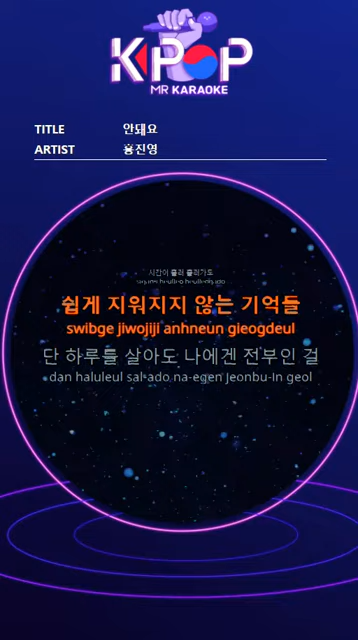 KPOP
MR KARAOKE
TITLE 안돼요
ARTIST 홍진영
시간이 흘러 흘러가도
쉽게 지워지지 않는 기억들
swibge jiwojiji anhneun gieogdeul
단 하루를 살아도 나에겐 전부인 걸
dan haluleul sal-ado na-egen jeonbu-in geol